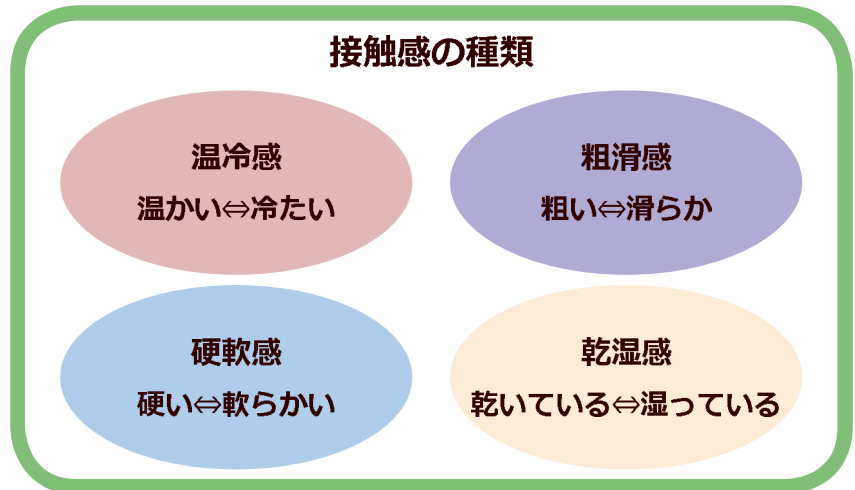 接触感の種類
温冷感
温かい⇔冷たい
粗滑感
粗い⇔滑らか
硬軟感
硬い⇔軟らかい
乾湿感
乾いている⇔湿っている